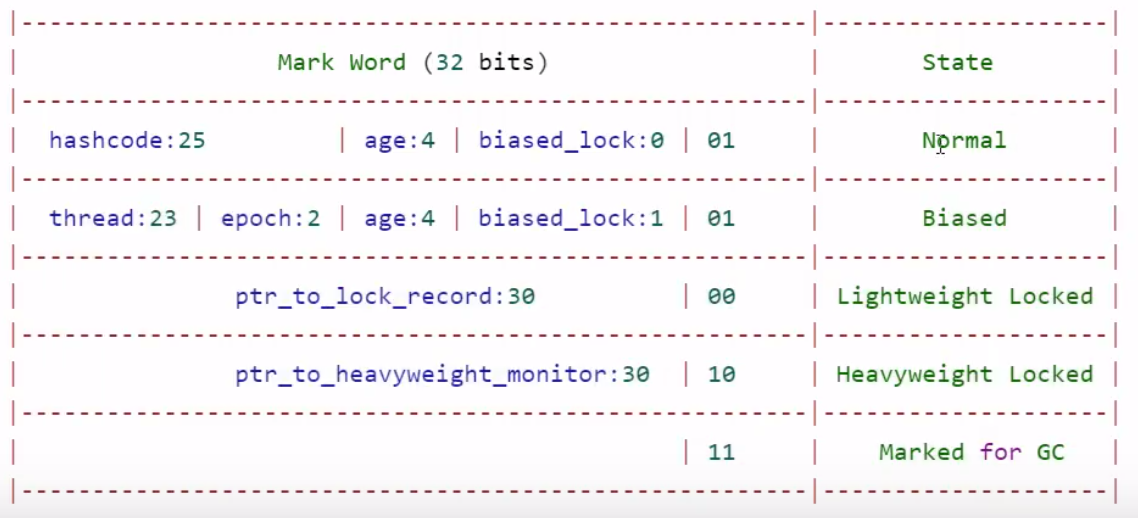 |--------------------------------------------------------|--------------------|
| Mark Word (32 bits) | State |
|--------------------------------------------------------|--------------------|
| hashcode:25 | age:4 | biased_lock:0 | 01 | Normal |
|--------------------------------------------------------|--------------------|
| thread:23 | epoch:2 | age:4 | biased_lock:1 | 01 | Biased |
|--------------------------------------------------------|--------------------|
| ptr_to_lock_record:30 | 00 | Lightweight Locked |
|--------------------------------------------------------|--------------------|
| ptr_to_heavyweight_monitor:30 | 10 | Heavyweight Locked |
|--------------------------------------------------------|--------------------|
| | 11 | Marked for GC |
|--------------------------------------------------------|--------------------|